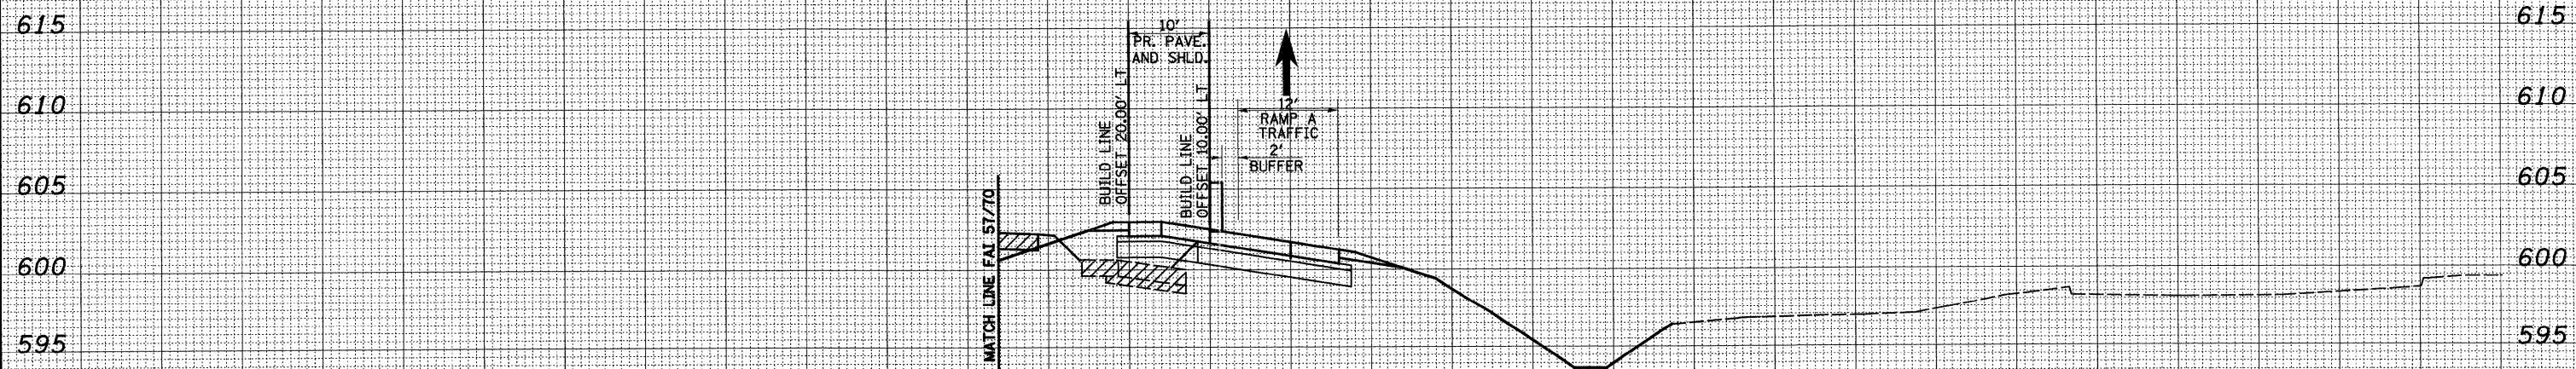 615
610
605
600
595
10'
PR. PAVE.
AND SHLD.
BUILD LINE
OFFSET 20.00' LT
BUILD LINE
OFFSET 10.00' LT
12'
RAMP A
TRAFFIC
2'
BUFFER
MATCH LINE FAI 57/70
615
610
605
600
595